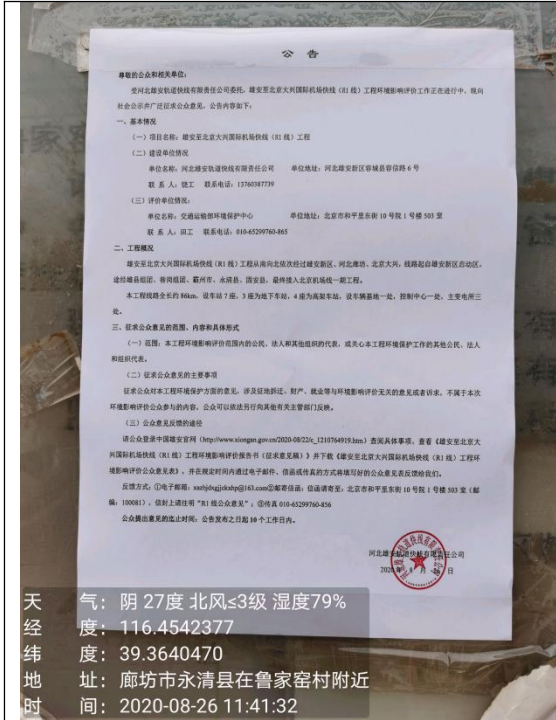 公 告
尊敬的公众和相关单位:
受河北雄安轨道快线有限责任公司委托,雄安至北京大兴国际机场快线(R1 线)工程环境影响评价工作正在进行中,现向
社会公示并广泛征求公众意见,公告内容如下:
一、基本情况
(一)项目名称:雄安至北京大兴国际机场快线(R1 线)工程
(二)建设单位情况
单位名称:河北雄安轨道快线有限责任公司 单位地址:河北雄安新区容城县容信路 6 号
联 系 人:饶工 联系电话:13760387739
(三)评价单位情况:
单位名称:交通运输部环境保护中心 单位地址:北京市和平里东街 10 号院 1 号楼 503 室
联 系 人:田工 联系电话:010-65299760-865
二、工程概况
雄安至北京大兴国际机场快线(R1 线)工程从南向北依次经过雄安新区、河北廊坊、北京大兴,线路起自雄安新区启动区,
途经雄县组团、昝岗组团、霸州市、永清县、固安县,最终接入北京机场线一期工程。
本工程线路全长约 86km,设车站 7 座,3 座为地下车站,4 座为高架车站,设车辆基地一处,控制中心一处,主变电所三
处。
三、征求公众意见的范围、内容和具体形式
(一)范围:本工程环境影响评价范围内的公民、法人和其他组织的代表,或关心本工程环境保护工作的其他公民、法人
和组织代表。
(二)征求公众意见的主要事项
征求公众对本工程环境保护方面的意见,涉及征地拆迁、财产、就业等与环境影响评价无关的意见或者诉求,不属于本次
环境影响评价公众参与的内容,公众可以依法另行向其他有关主管部门反映。
(三)公众意见反馈的途径
请公众登录中国雄安官网(http://www.xiongan.gov.cn/2020-08/22/c_1210764919.htm)查阅具体事项、查看《雄安至北京大
兴国际机场快线(R1 线)工程环境影响评价报告书(征求意见稿)》并下载《雄安至北京大兴国际机场快线(R1 线)工程环
境影响评价公众意见表》,并在规定时间内通过电子邮件、信函或传真的方式将填写好的公众意见表反馈给我们。
反馈方式:①电子邮箱:@163.com②邮寄信函:信函请寄至:北京市和平里东街 10 号院 1 号楼 503 室(邮
编:100081),信封上请注明“R1 线公众意见”;③传真 010-65299760-856
公众提出意见的迄止时间:公告发布之日起 10 个工作日内。
河北雄安轨道快线有限责任公司
2020 年 月 日
天 气: 阴 27度 北风≤3级 湿度79%
经 度: 116.4542377
纬 度: 39.3640470
地 址: 廊坊市永清县在鲁家窑村附近
时 间: 2020-08-26 11:41:32